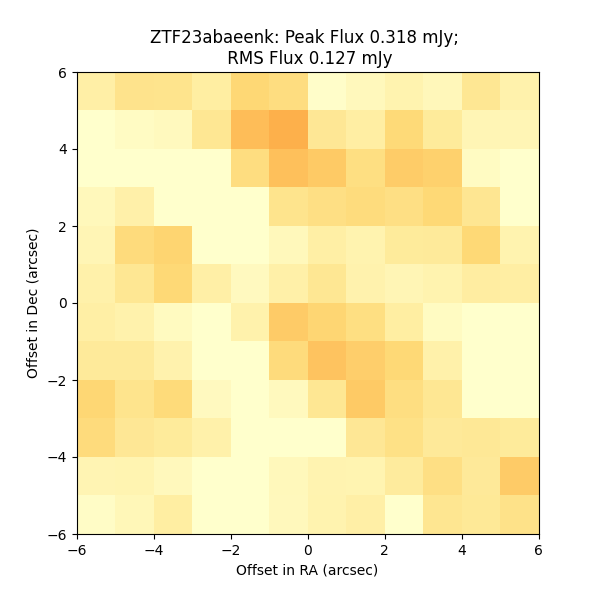 ZTF23abaeenk: Peak Flux 0.318 mJy;
RMS Flux 0.127 mJy
6
4
2
0
−2
−4
−6
Offset in Dec (arcsec)
−6 −4 −2 0 2 4 6
Offset in RA (arcsec)